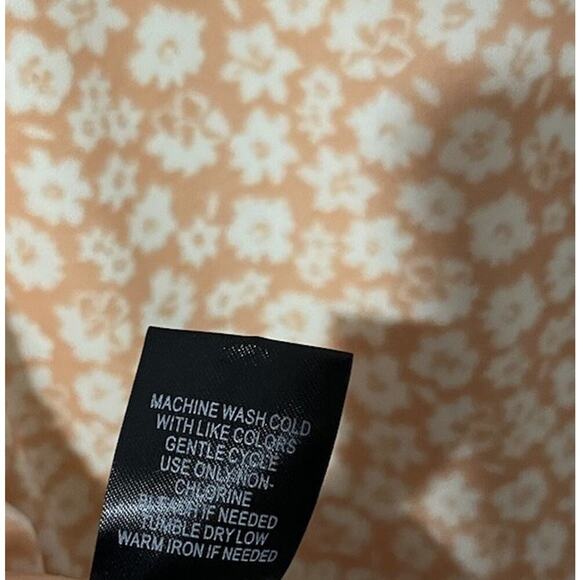 MACHINE WASH COLD
WITH LIKE COLORS
GENTLE CYCLE
USE ONLY NON-
CHLORINE
BLEACH IF NEEDED
TUMBLE DRY LOW
WARM IRON IF NEEDED